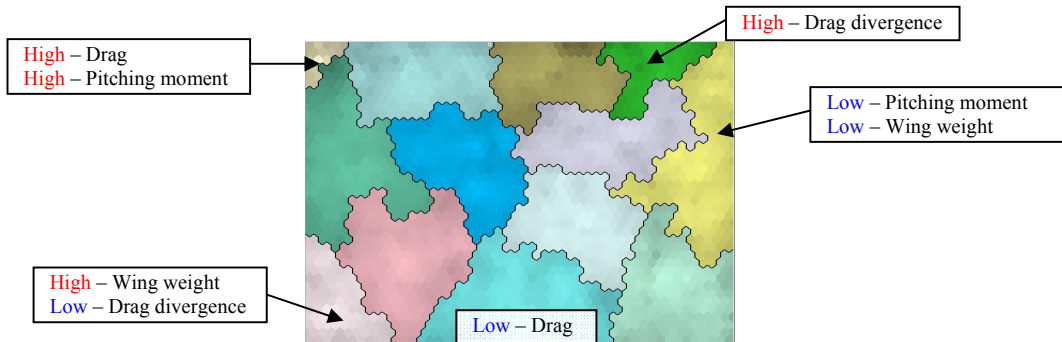 High – Drag divergence
High – Drag
High – Pitching moment
Low – Pitching moment
Low – Wing weight
High – Wing weight
Low – Drag divergence
Low – Drag